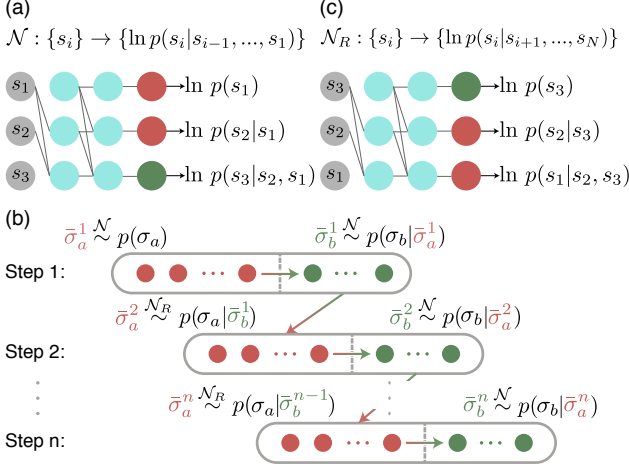 (a)
𝒩 : {s_i} → {ln p(s_i|s_{i−1}, ..., s_1)}
s_1 ln p(s_1)
s_2 ln p(s_2|s_1)
s_3 ln p(s_3|s_2, s_1)
(c)
𝒩_R : {s_i} → {ln p(s_i|s_{i+1}, ..., s_N)}
s_3 ln p(s_3)
s_2 ln p(s_2|s_3)
s_1 ln p(s_1|s_2, s_3)
(b)
σ̄_a^1 𝒩 ~ p(σ_a) σ̄_b^1 𝒩 ~ p(σ_b|σ̄_a^1)
Step 1: ··· ···
σ̄_a^2 𝒩_R ~ p(σ_a|σ̄_b^1) σ̄_b^2 𝒩 ~ p(σ_b|σ̄_a^2)
Step 2: ··· ···
σ̄_a^n 𝒩_R ~ p(σ_a|σ̄_b^{n−1}) σ̄_b^n 𝒩 ~ p(σ_b|σ̄_a^n)
Step n: ··· ···